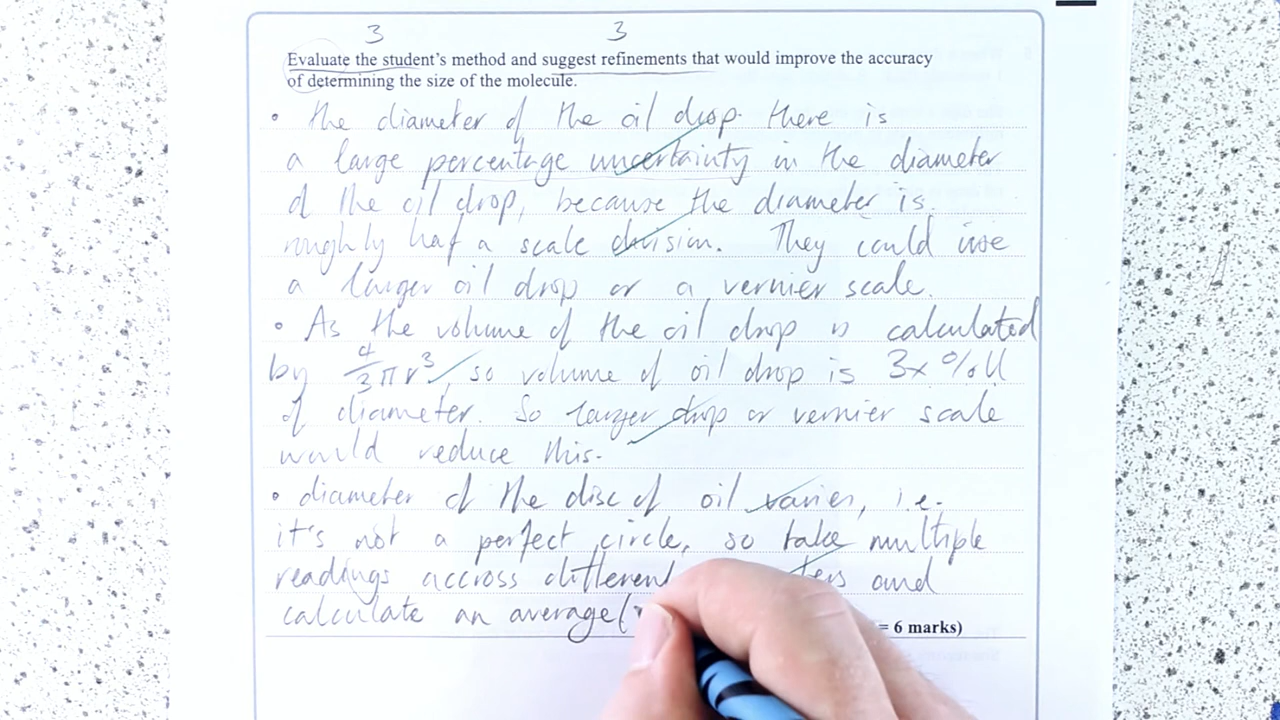 3 3
Evaluate the student's method and suggest refinements that would improve the accuracy
of determining the size of the molecule.
• the diameter of the oil drop. there is
a large percentage uncertainty in the diameter
of the oil drop, because the diameter is.
roughly half a scale division. They could use
a larger oil drop or a vernier scale.
• As the volume of the oil drop is calculated
by 4/3 πr³, so volume of oil drop is 3x %U
of diameter. So larger drop or vernier scale
would reduce this.
• diameter of the disc of oil varies, i.e.
it's not a perfect circle, so take multiple
readings accross different and
calculate an average (
= 6 marks)